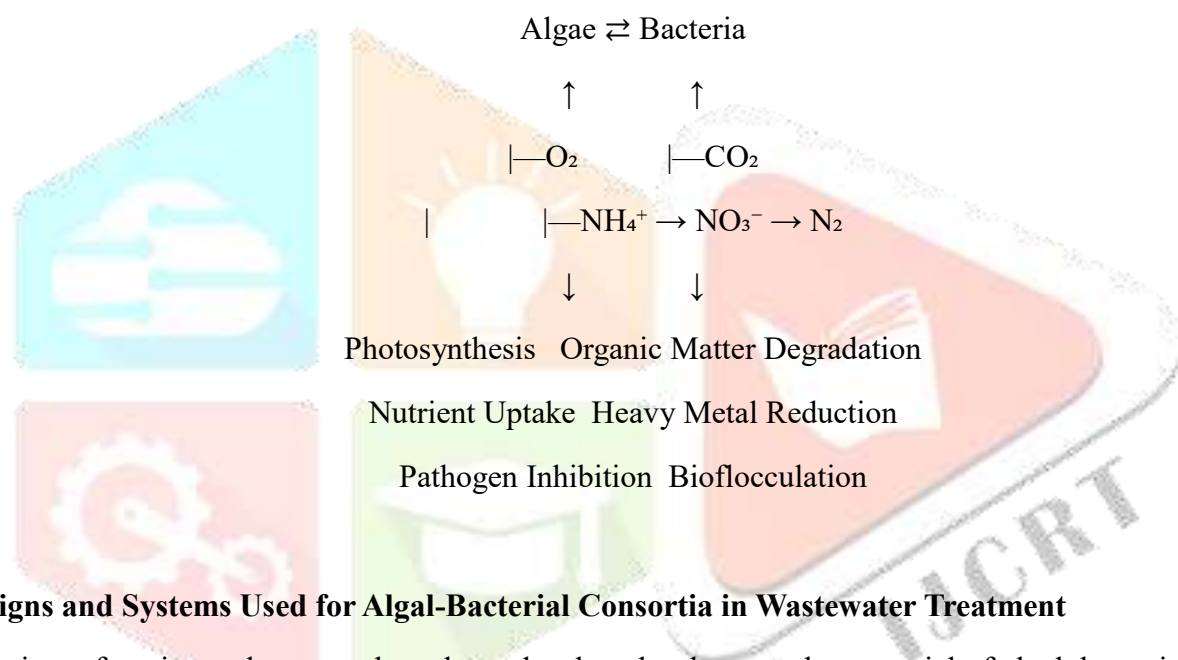 Algae ⇄ Bacteria
↑ ↑
|—O₂ |—CO₂
| |—NH₄⁺ → NO₃⁻ → N₂
↓ ↓
Photosynthesis Organic Matter Degradation
Nutrient Uptake Heavy Metal Reduction
Pathogen Inhibition Bioflocculation
IJCRT
igns and Systems Used for Algal-Bacterial Consortia in Wastewater Treatment